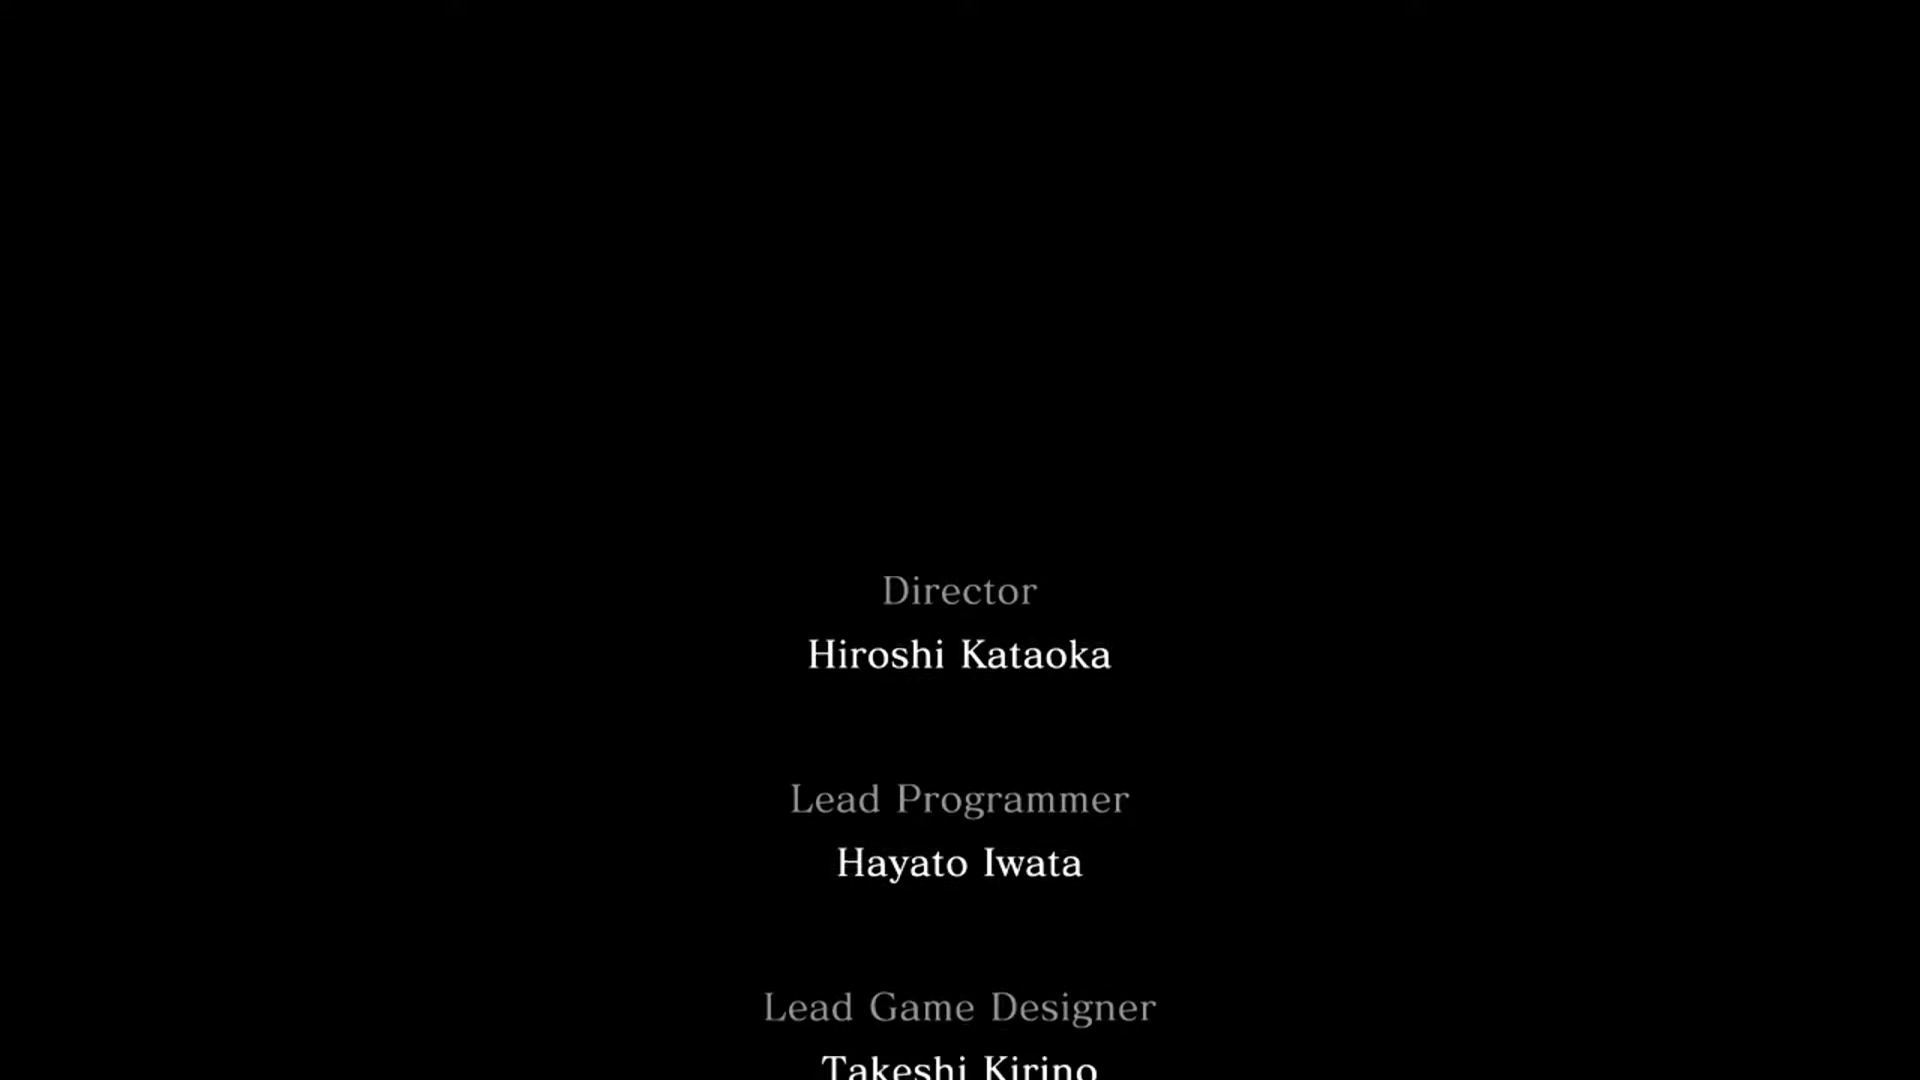 Director
Hiroshi Kataoka
Lead Programmer
Hayato Iwata
Lead Game Designer
Takeshi Kirino